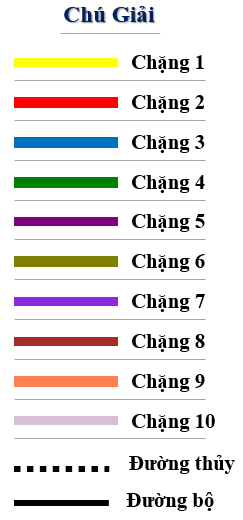 Chú Giải
Chặng 1
Chặng 2
Chặng 3
Chặng 4
Chặng 5
Chặng 6
Chặng 7
Chặng 8
Chặng 9
Chặng 10
Đường thủy
Đường bộ